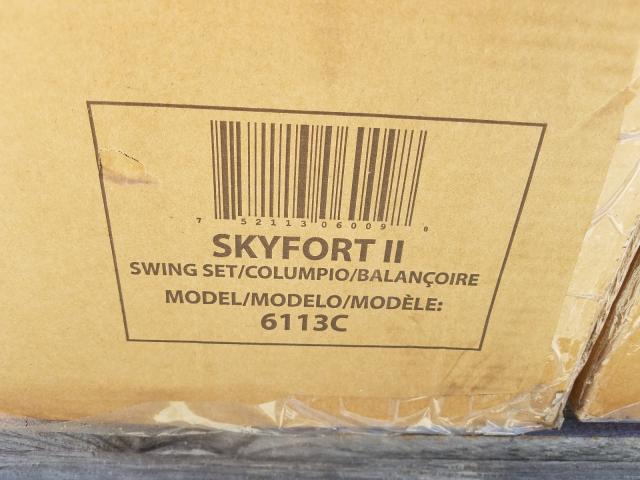 7 52113 06009 8
SKYFORT II
SWING SET/COLUMPIO/BALANÇOIRE
MODEL/MODELO/MODÈLE:
6113C